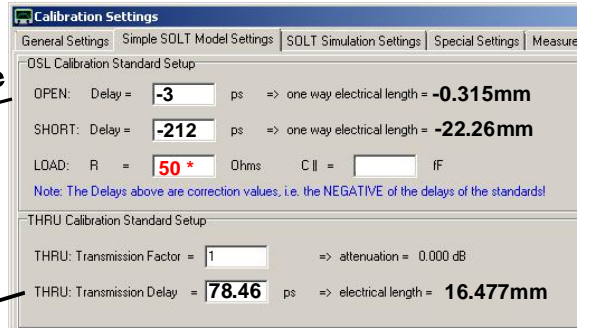 Calibration Settings
General Settings Simple SOLT Model Settings SOLT Simulation Settings Special Settings Measure
OSL Calibration Standard Setup
OPEN: Delay = -3 ps => one way electrical length = -0.315mm
SHORT: Delay = -212 ps => one way electrical length = -22.26mm
LOAD: R = 50 * Ohms C || = fF
Note: The Delays above are correction values, i.e. the NEGATIVE of the delays of the standards!
THRU Calibration Standard Setup
THRU: Transmission Factor = 1 => attenuation = 0.000 dB
THRU: Transmission Delay = 78.46 ps => electrical length = 16.477mm